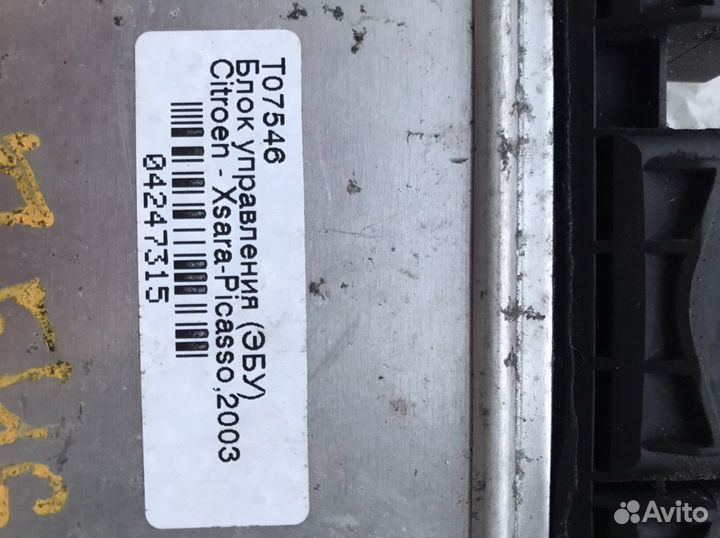 T07546
Блок управления (ЭБУ)
Citroen - Xsara-Picasso,2003
04247315
Avito